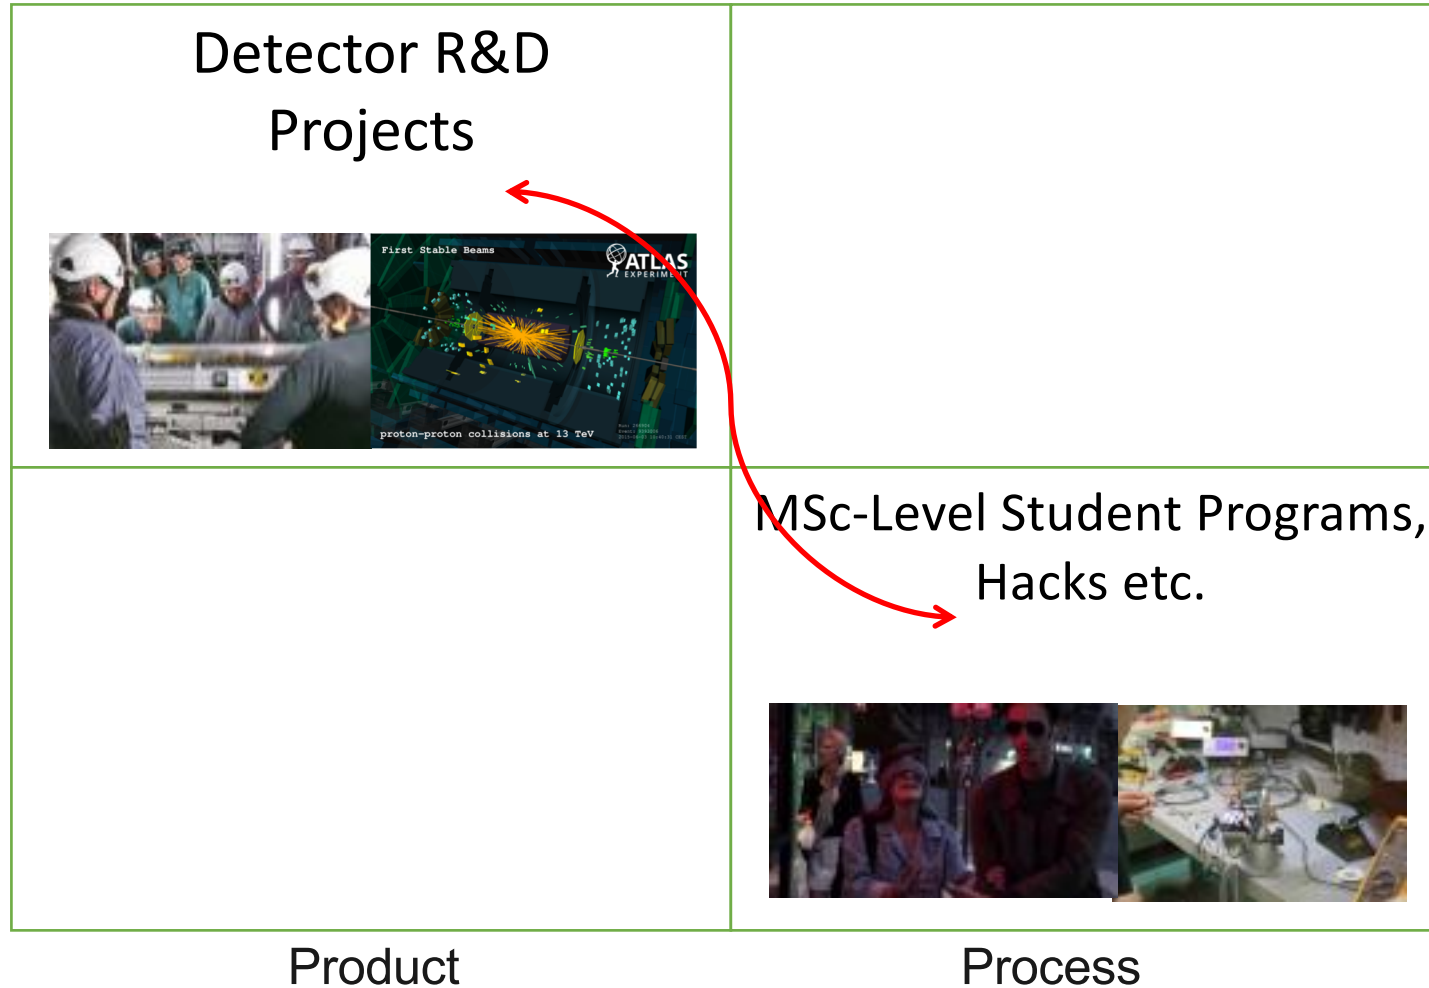 Detector R&D
Projects
First Stable Beams
ATLAS
EXPERIMENT
proton-proton collisions at 13 TeV
MSc-Level Student Programs,
Hacks etc.
Product
Process